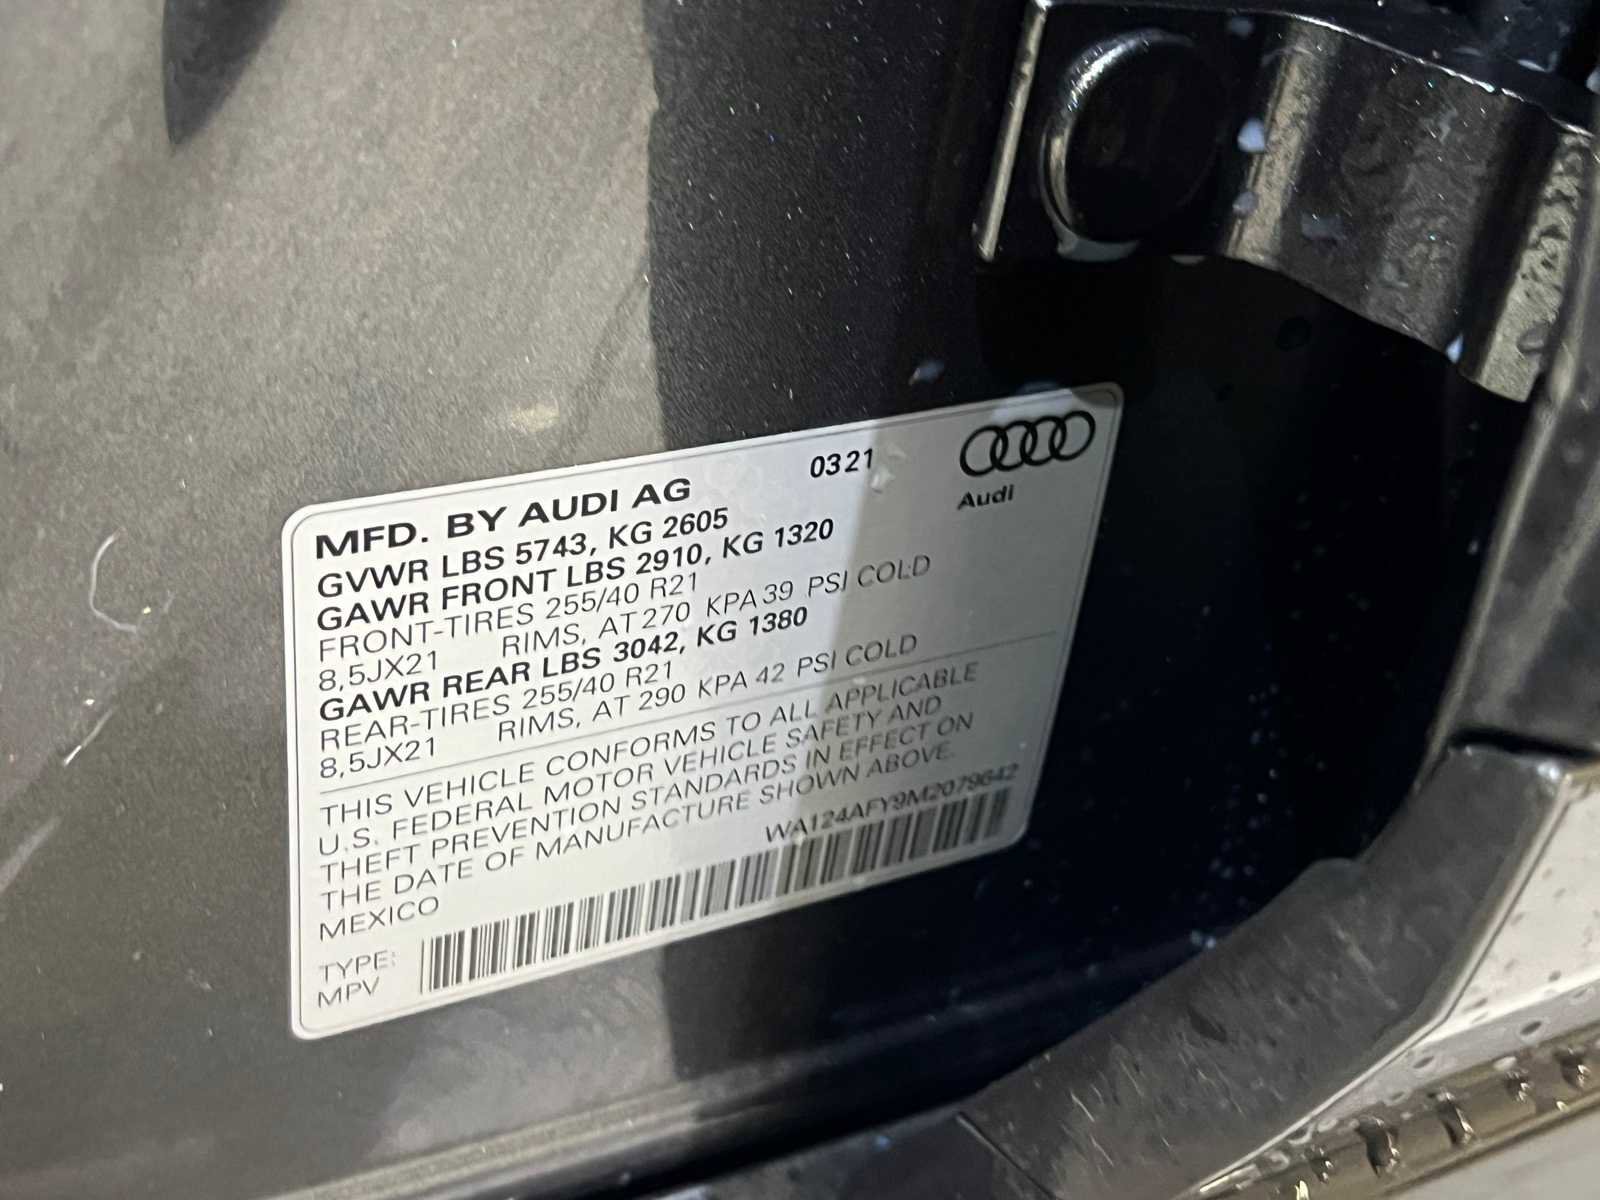 0321
Audi
MFD. BY AUDI AG
GVWR LBS 5743, KG 2605
GAWR FRONT LBS 2910, KG 1320
FRONT-TIRES 255/40 R21
8,5JX21 RIMS, AT 270 KPA 39 PSI COLD
GAWR REAR LBS 3042, KG 1380
REAR-TIRES 255/40 R21
8,5JX21 RIMS, AT 290 KPA 42 PSI COLD
THIS VEHICLE CONFORMS TO ALL APPLICABLE
U.S. FEDERAL MOTOR VEHICLE SAFETY AND
THEFT PREVENTION STANDARDS IN EFFECT ON
THE DATE OF MANUFACTURE SHOWN ABOVE.
MEXICO WA124AFY9M2079642
TYPE:
MPV